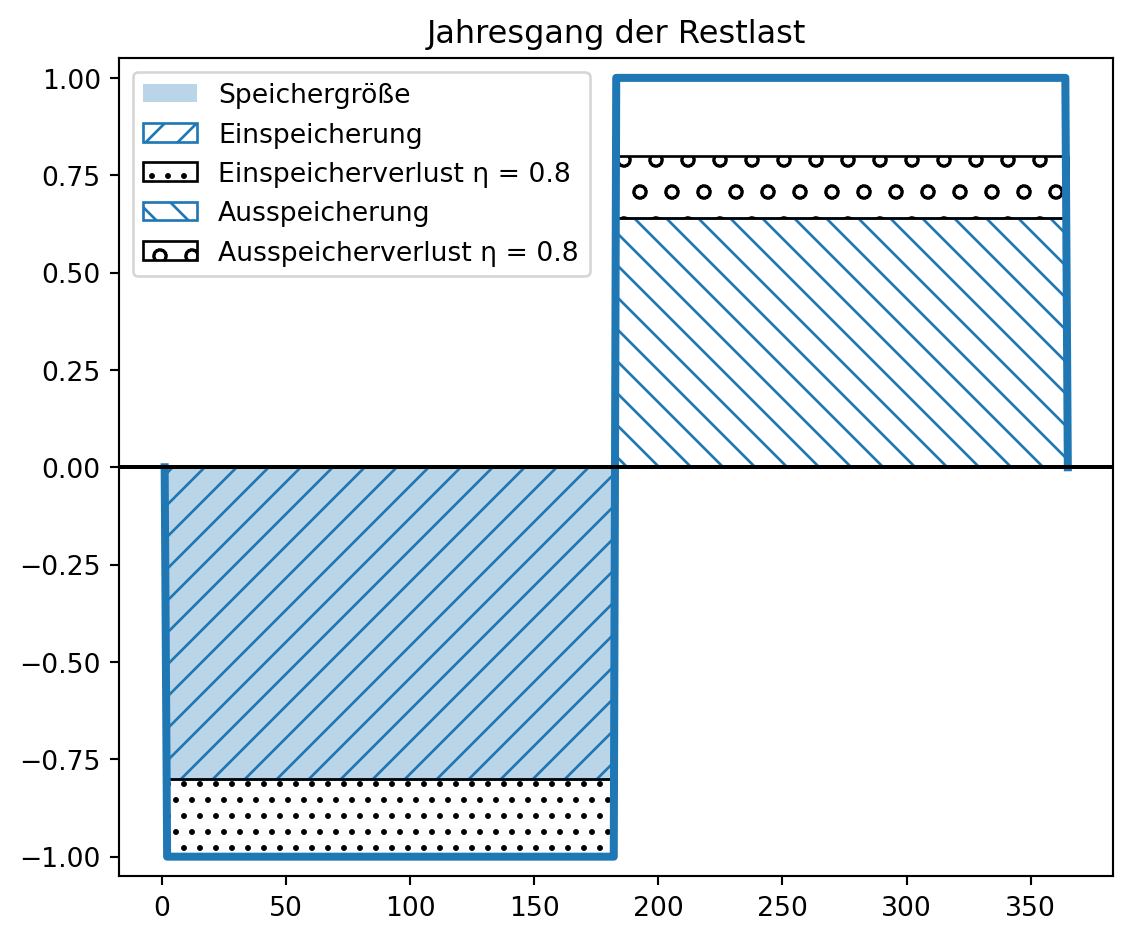 Jahresgang der Restlast
1.00
0.75
0.50
0.25
0.00
−0.25
−0.50
−0.75
−1.00
Speichergröße
Einspeicherung
Einspeicherverlust η = 0.8
Ausspeicherung
Ausspeicherverlust η = 0.8
0 50 100 150 200 250 300 350